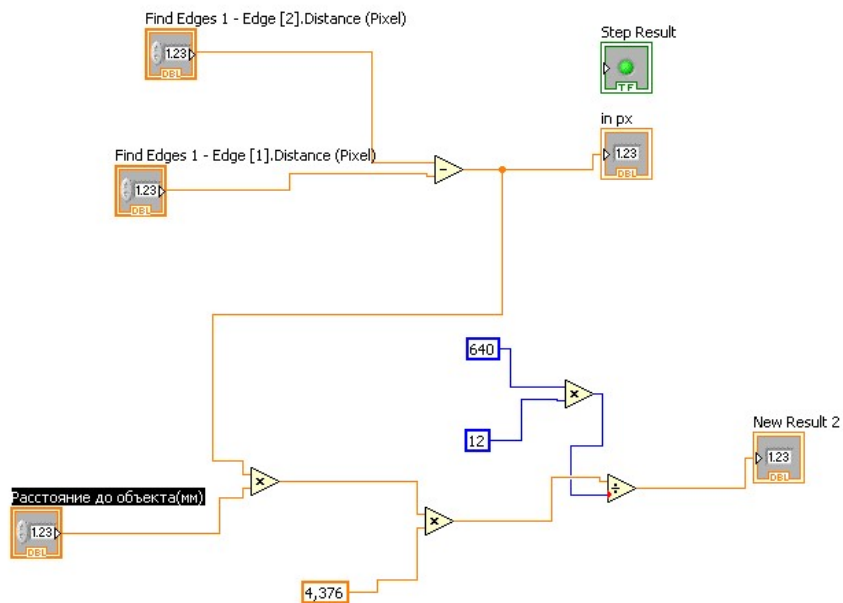 Find Edges 1 - Edge [2].Distance (Pixel)
1.23
DBL
Step Result
TF
in px
1.23
DBL
Find Edges 1 - Edge [1].Distance (Pixel)
1.23
DBL
640
12
New Result 2
1.23
DBL
Расстояние до объекта(мм)
1.23
DBL
4,376